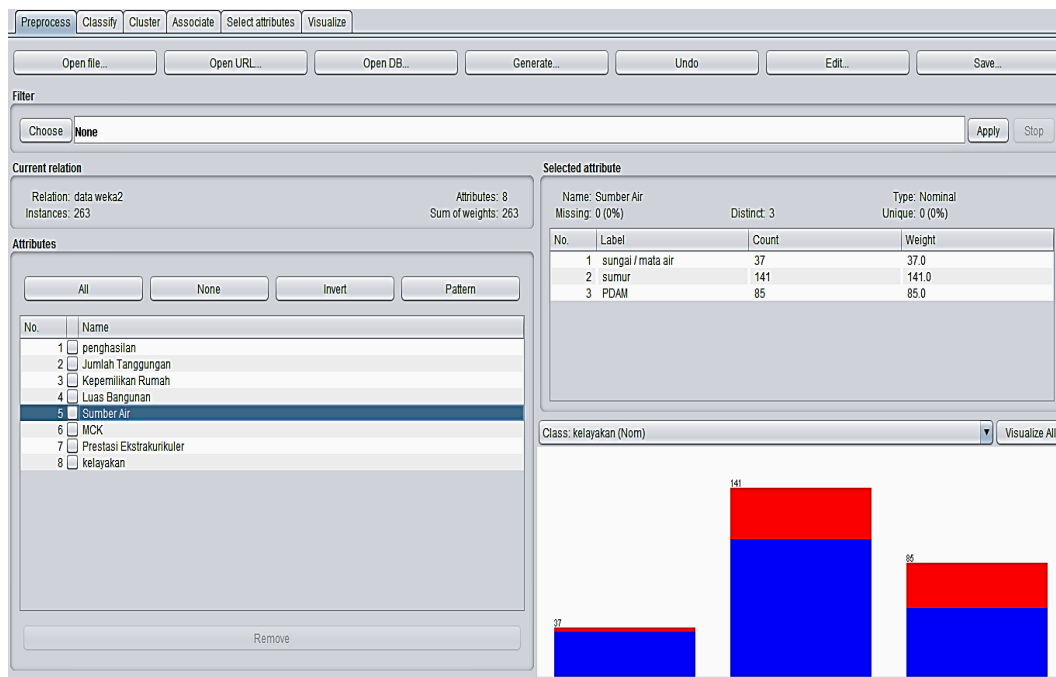 Preprocess Classify Cluster Associate Select attributes Visualize
Open file... Open URL... Open DB... Generate... Undo Edit... Save...
Filter
Choose None Apply Stop
Current relation
Relation: data weka2 Attributes: 8
Instances: 263 Sum of weights: 263
Attributes
All None Invert Pattern
No. Name
1 penghasilan
2 Jumlah Tanggungan
3 Kepemilikan Rumah
4 Luas Bangunan
5 Sumber Air
6 MCK
7 Prestasi Ekstrakurikuler
8 kelayakan
Remove
Selected attribute
Name: Sumber Air Type: Nominal
Missing: 0 (0%) Distinct: 3 Unique: 0 (0%)
No. Label Count Weight
1 sungai / mata air 37 37.0
2 sumur 141 141.0
3 PDAM 85 85.0
Class: kelayakan (Nom) Visualize All
37
141
85